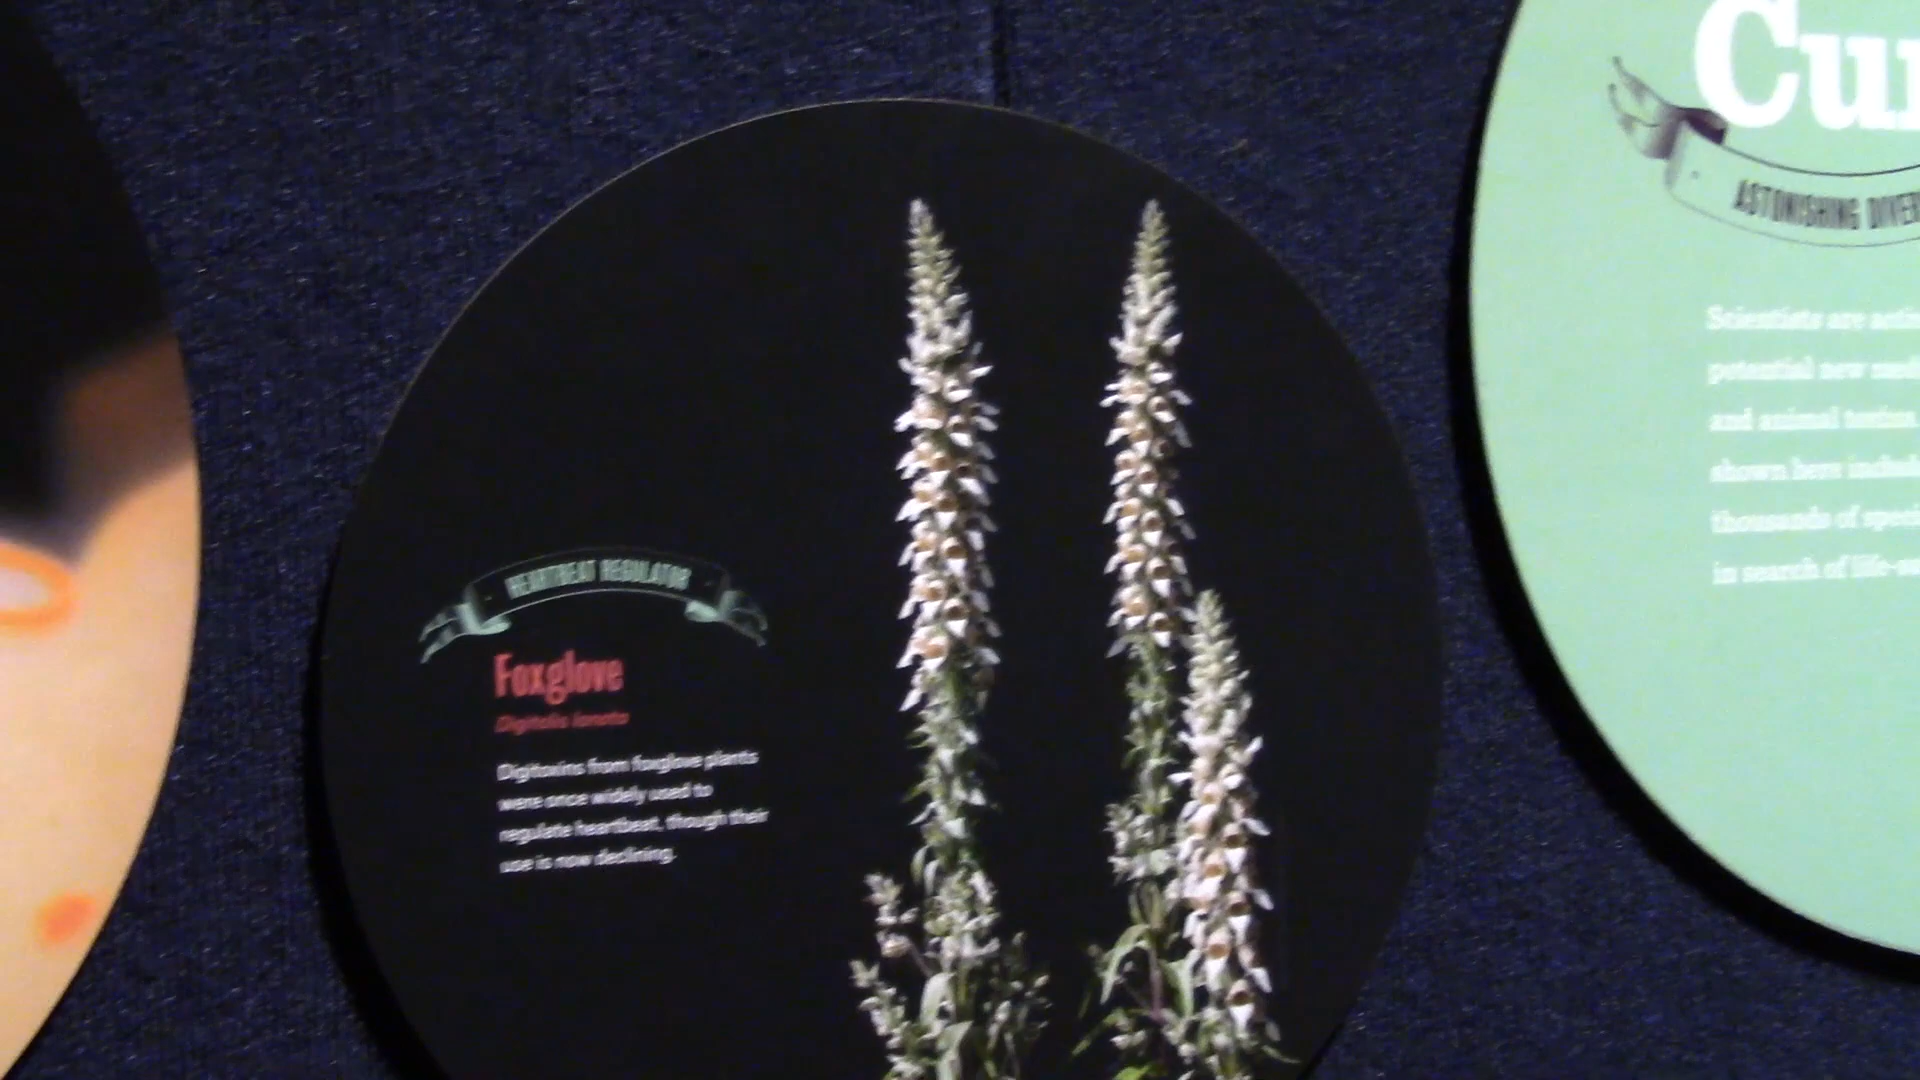 HEARTBEAT REGULATOR
Foxglove
Digitalis lanata
Digitoxins from foxglove plants
were once widely used to
regulate heartbeat, though their
use is now declining.
Cur
ASTONISHING DIVER
Scientists are
potential new med
and animal toxins
shown here includ
thousands of speci
in search of life-sa